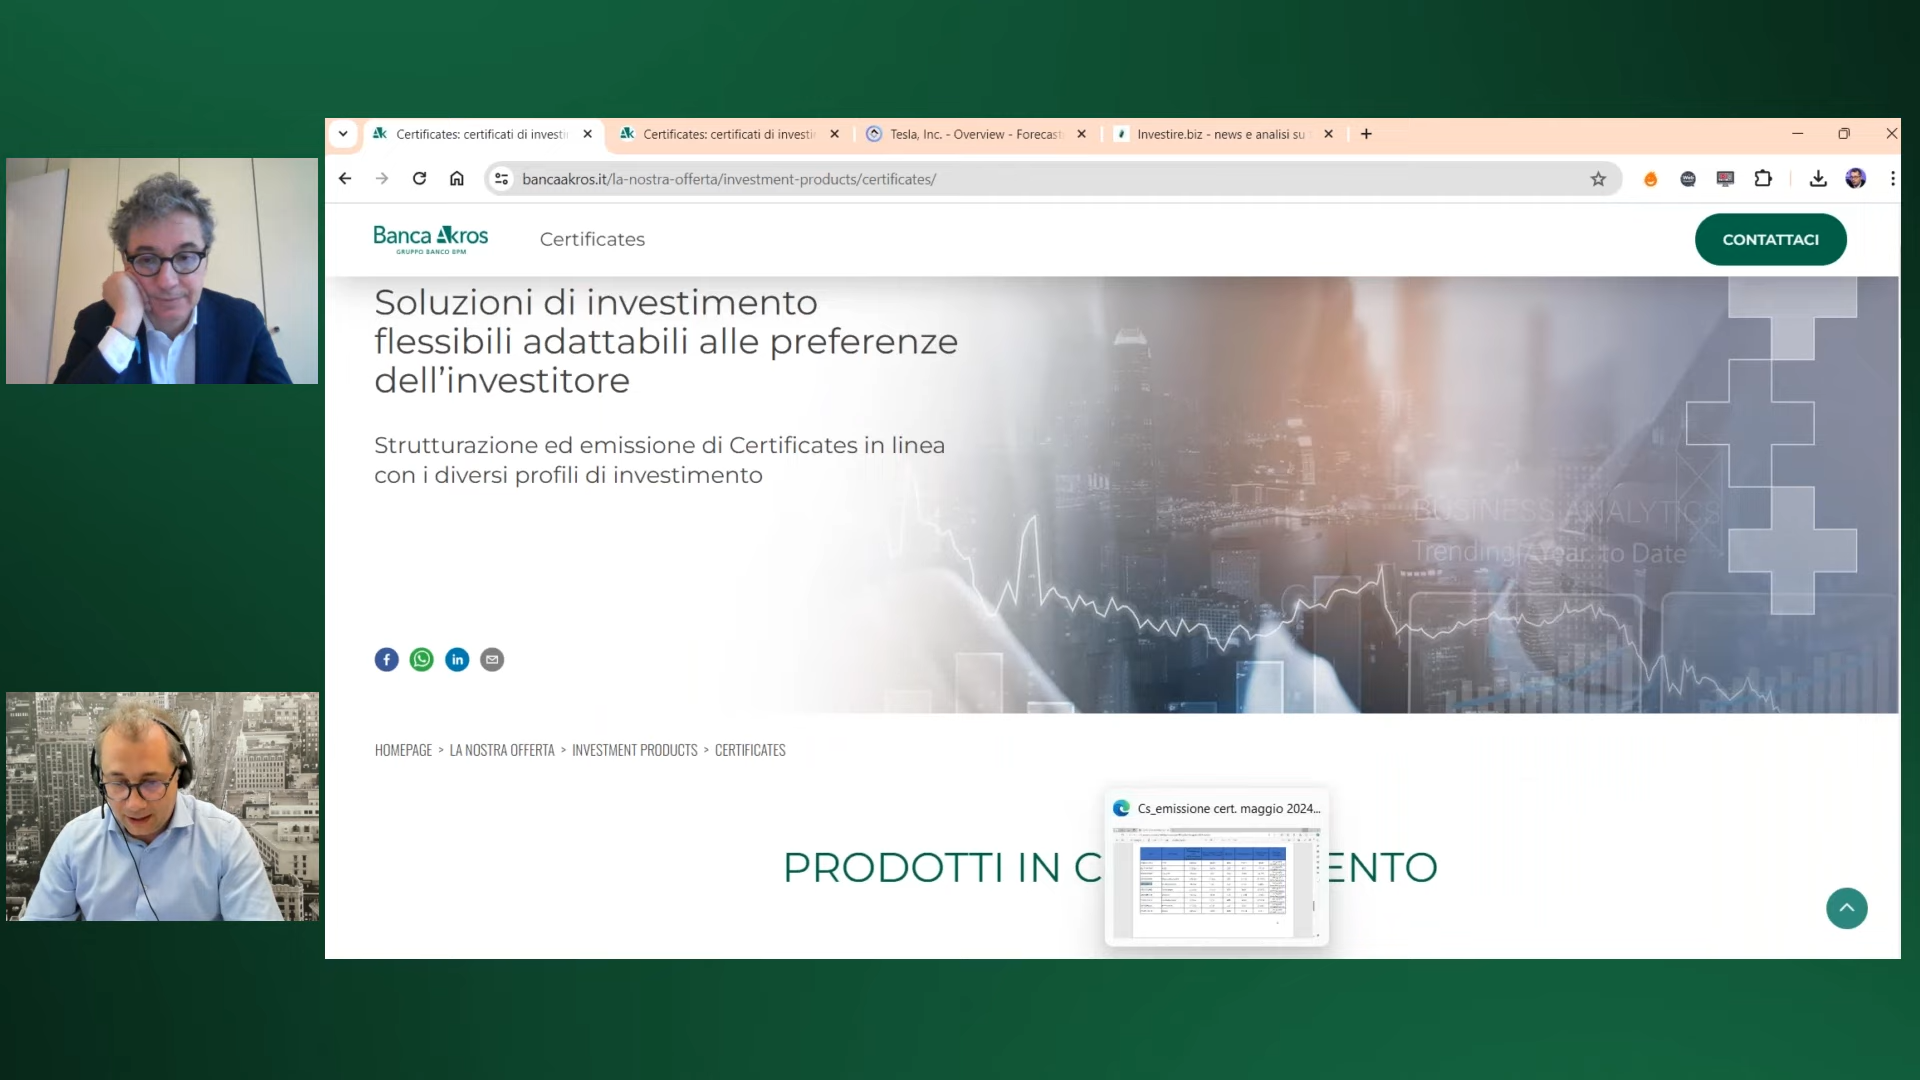 Certificates: certificati di investi
Certificates: certificati di investi
Tesla, Inc. - Overview - Forecast
Investire.biz - news e analisi su
bancaakros.it/la-nostra-offerta/investment-products/certificates/
Banca Akros
GRUPPO BANCO BPM
Certificates
CONTATTACI
Soluzioni di investimento
flessibili adattabili alle preferenze
dell'investitore
Strutturazione ed emissione di Certificates in linea
con i diversi profili di investimento
BUSINESS ANALYTICS
Trending / Year to Date
HOMEPAGE > LA NOSTRA OFFERTA > INVESTMENT PRODUCTS > CERTIFICATES
Cs_emissione cert. maggio 2024...
PRODOTTI IN C ENTO